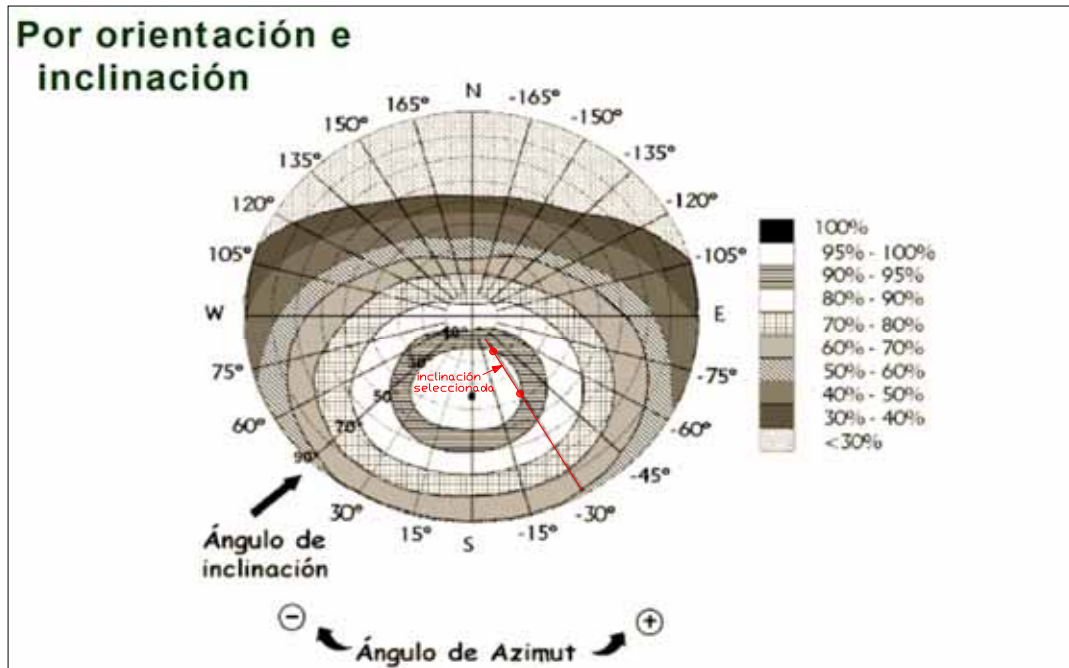 Por orientación e
inclinación
N
165°
-165°
150°
-150°
135°
-135°
120°
-120°
105°
-105°
W
E
75°
-75°
60°
-60°
-45°
30°
-30°
15°
-15°
S
10°
50
70°
90°
inclinación
seleccionada
100%
95% - 100%
90% - 95%
80% - 90%
70% - 80%
60% - 70%
50% - 60%
40% - 50%
30% - 40%
<30%
Ángulo de
inclinación
- Ángulo de Azimut +